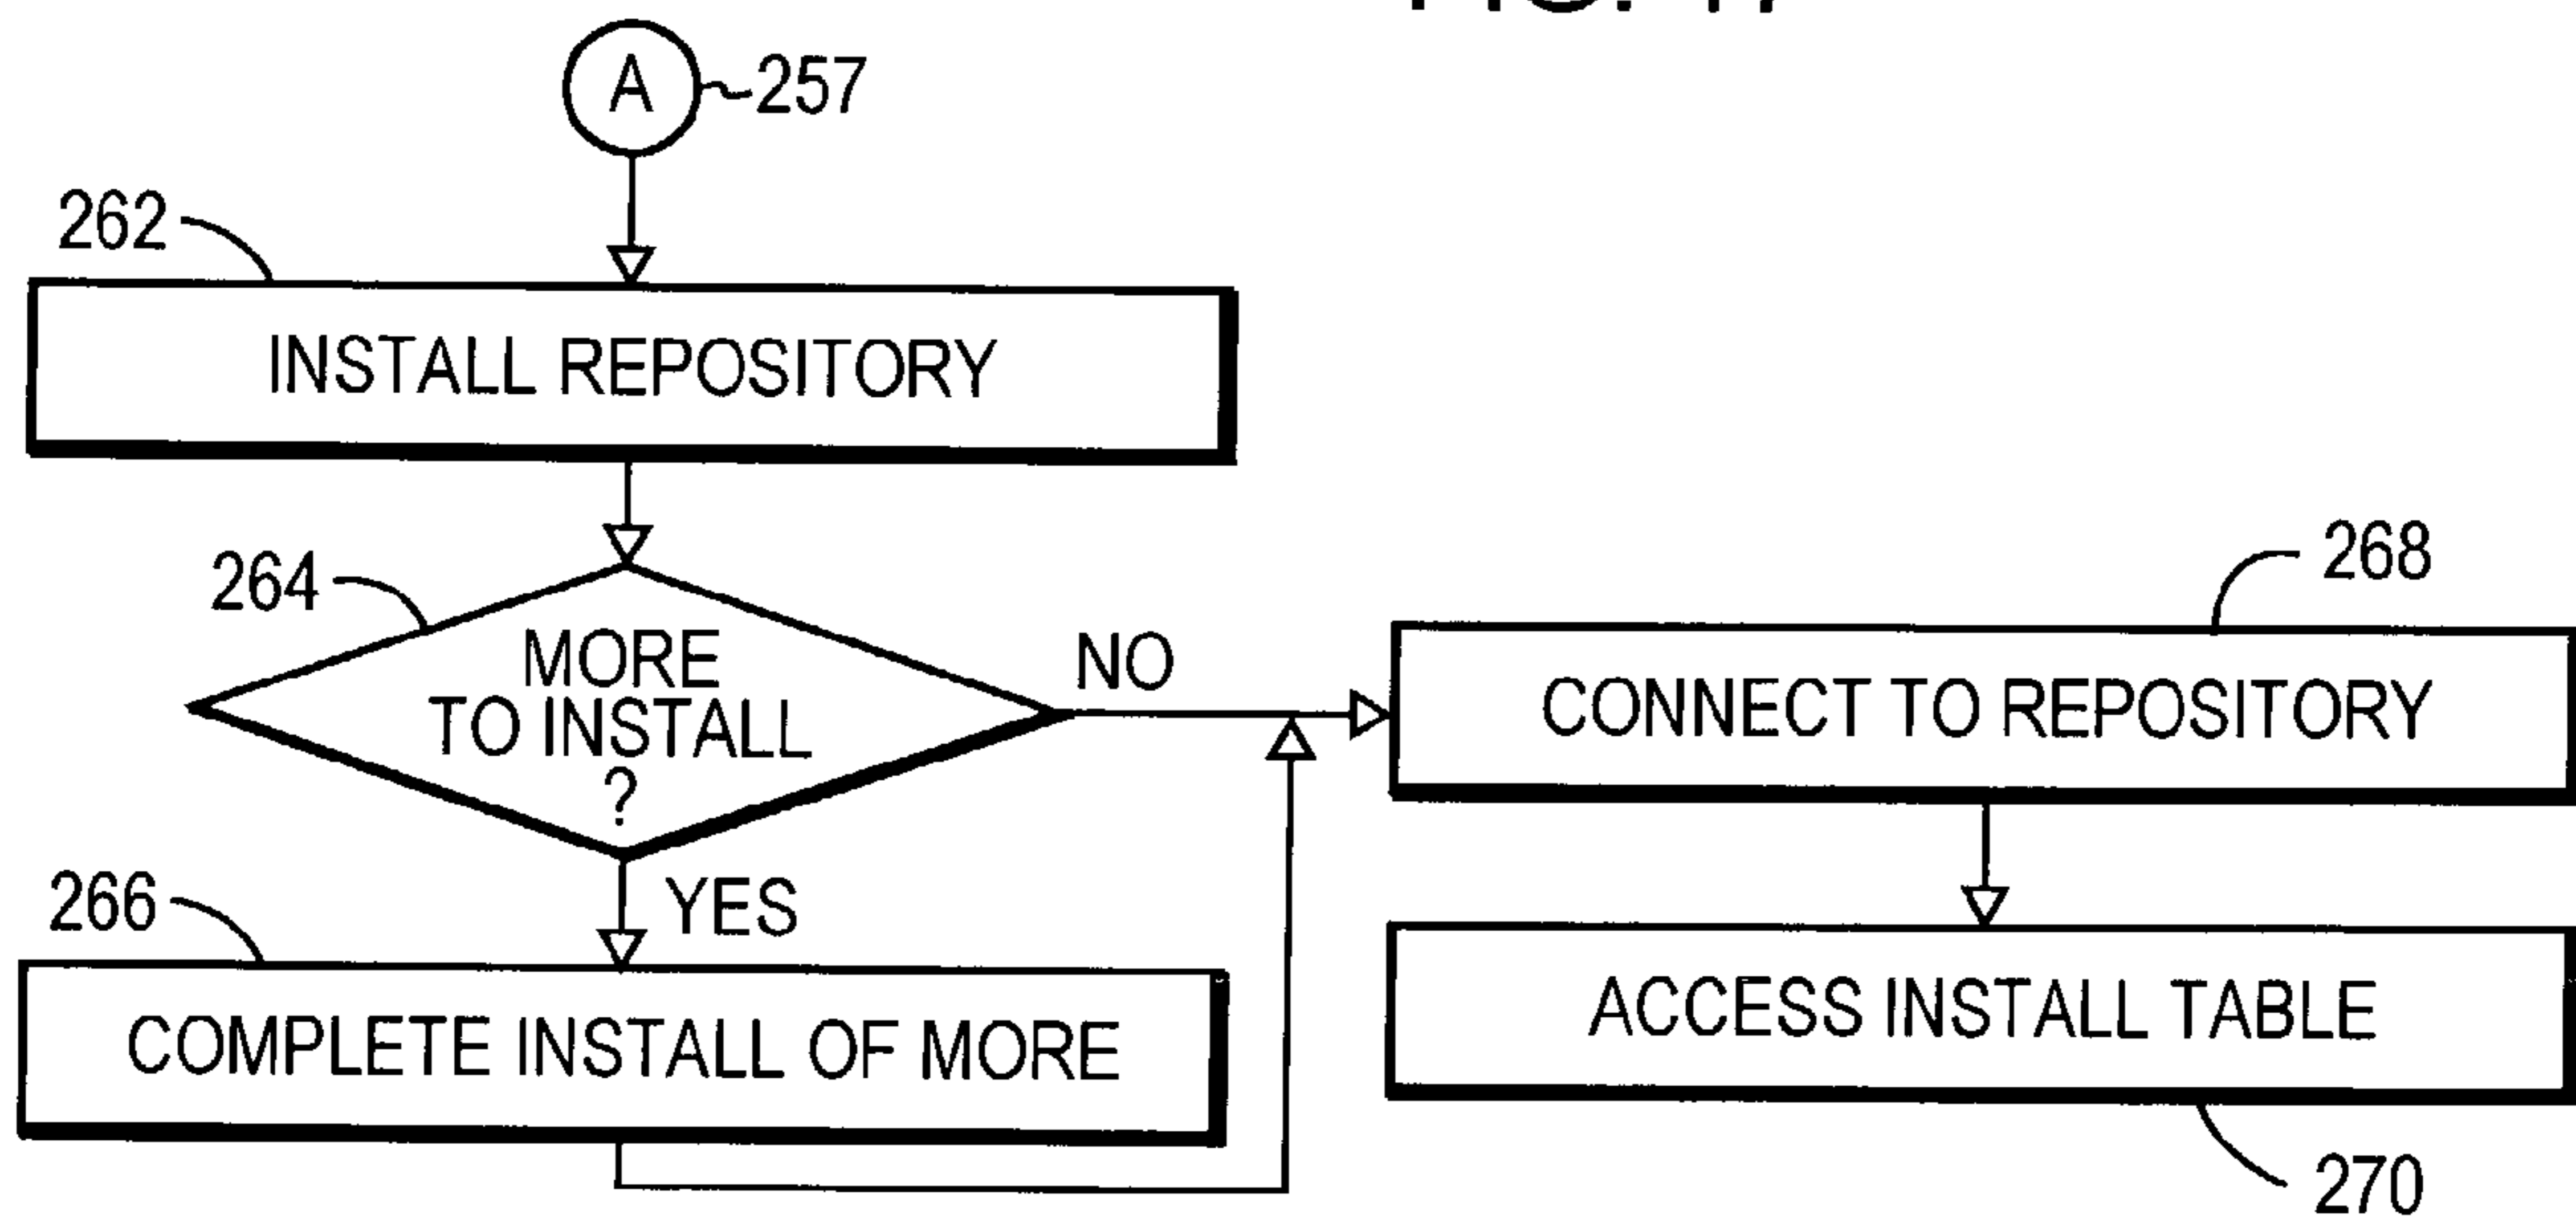 A
257
262
INSTALL REPOSITORY
264
MORE
TO INSTALL
?
NO
YES
266
COMPLETE INSTALL OF MORE
268
CONNECT TO REPOSITORY
ACCESS INSTALL TABLE
270